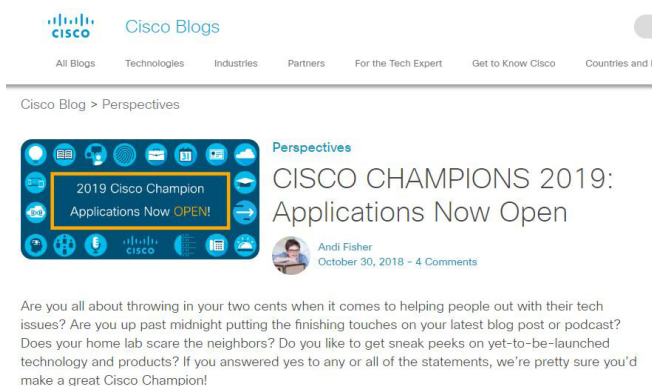 CISCO
Cisco Blogs
All Blogs Technologies Industries Partners For the Tech Expert Get to Know Cisco Countries and
Cisco Blog > Perspectives
2019 Cisco Champion
Applications Now OPEN!
CISCO
Perspectives
CISCO CHAMPIONS 2019:
Applications Now Open
Andi Fisher
October 30, 2018 - 4 Comments
Are you all about throwing in your two cents when it comes to helping people out with their tech
issues? Are you up past midnight putting the finishing touches on your latest blog post or podcast?
Does your home lab scare the neighbors? Do you like to get sneak peeks on yet-to-be-launched
technology and products? If you answered yes to any or all of the statements, we're pretty sure you'd
make a great Cisco Champion!